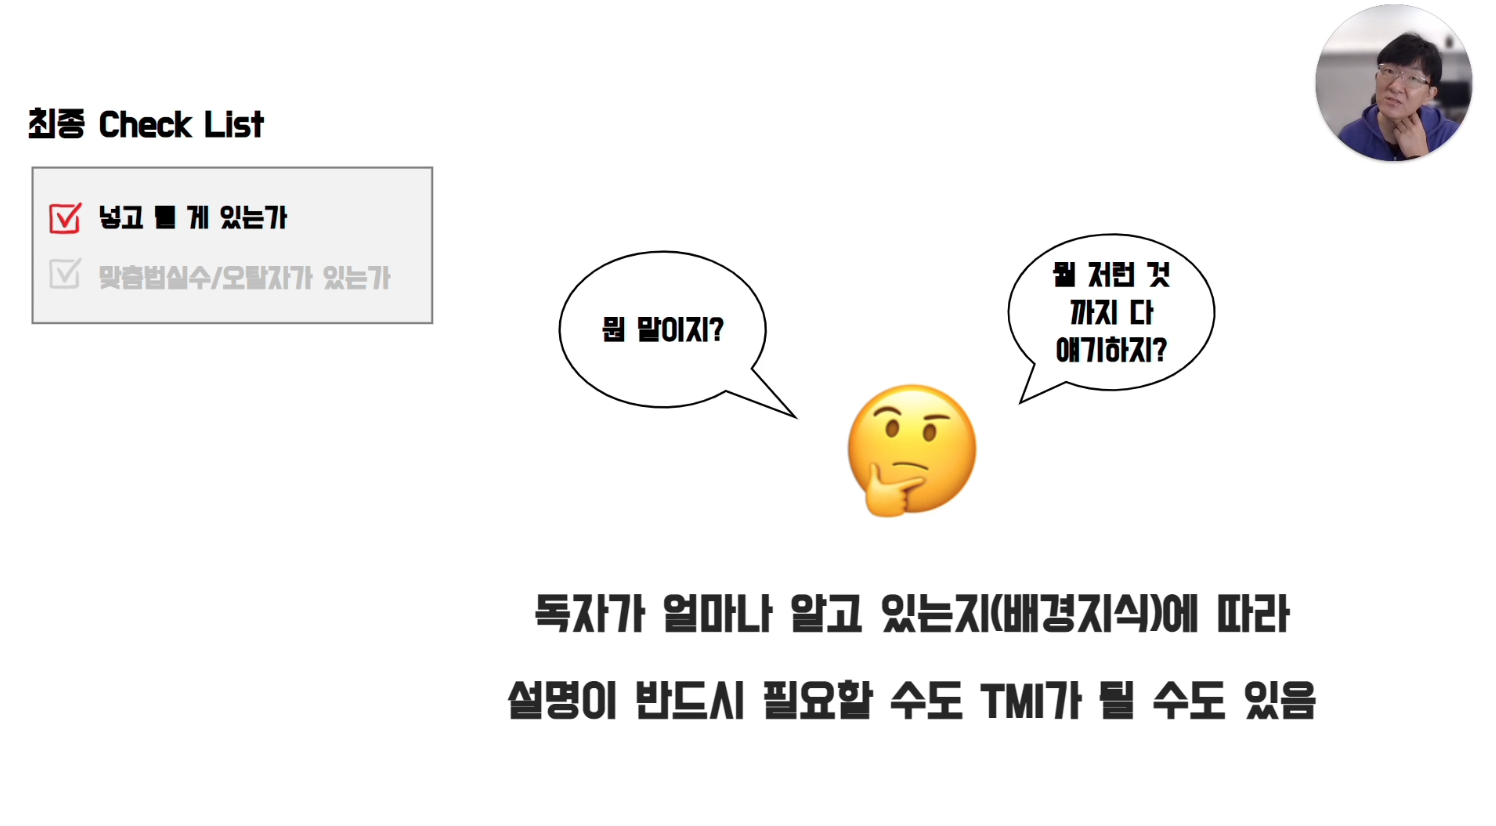 최종 Check List
넣고 뺄 게 있는가
맞춤법실수/오탈자가 있는가
뭔 말이지?
뭘 저런 것
까지 다
얘기하지?
독자가 얼마나 알고 있는지(배경지식)에 따라
설명이 반드시 필요할 수도 TMI가 될 수도 있음